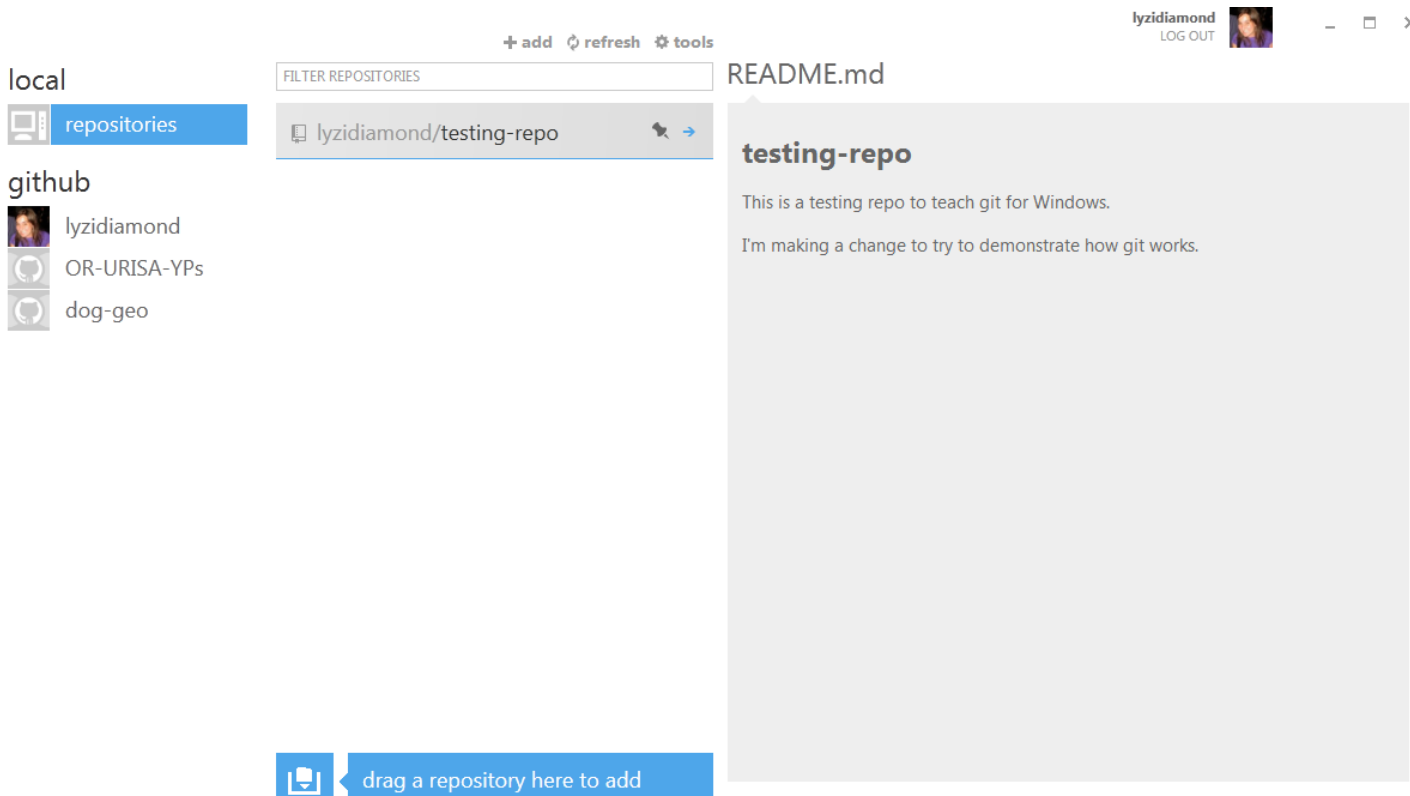 lyzidiamond
LOG OUT
add refresh tools
local
repositories
github
lyzidiamond
OR-URISA-YPs
dog-geo
FILTER REPOSITORIES
lyzidiamond/testing-repo
drag a repository here to add
README.md
testing-repo
This is a testing repo to teach git for Windows.
I'm making a change to try to demonstrate how git works.